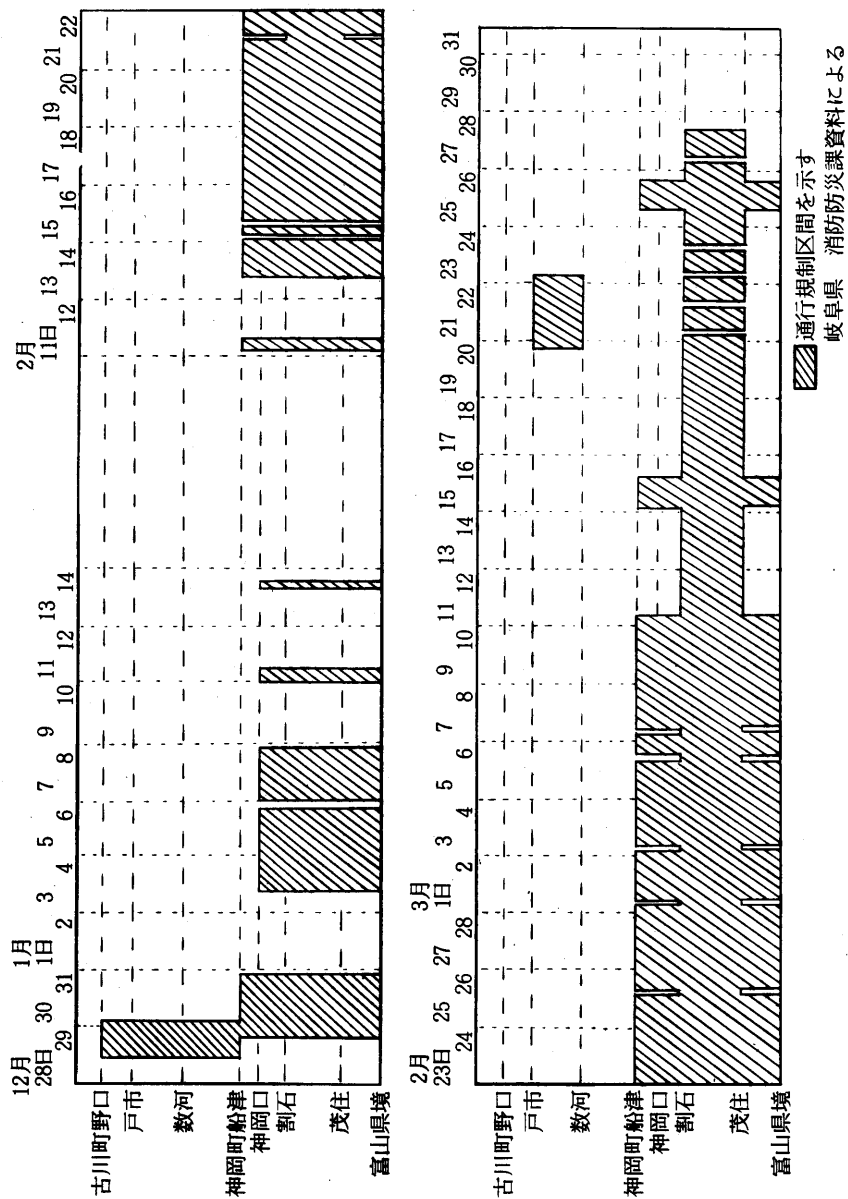 12月 1月 2月
28日 29 30 31 1日 2 3 4 5 6 7 8 9 10 11 12 13 14 11日 12 13 14 15 16 17 18 19 20 21 22
古川町野口
戸市
数河
神岡町船津
神岡口
割石
茂住
富山県境
2月 3月
23日 24 25 26 27 28 1日 2 3 4 5 6 7 8 9 10 11 12 13 14 15 16 17 18 19 20 21 22 23 24 25 26 27 28 29 30 31
古川町野口
戸市
数河
神岡町船津
神岡口
割石
茂住
富山県境
通行規制区間を示す
岐阜県 消防防災課資料による